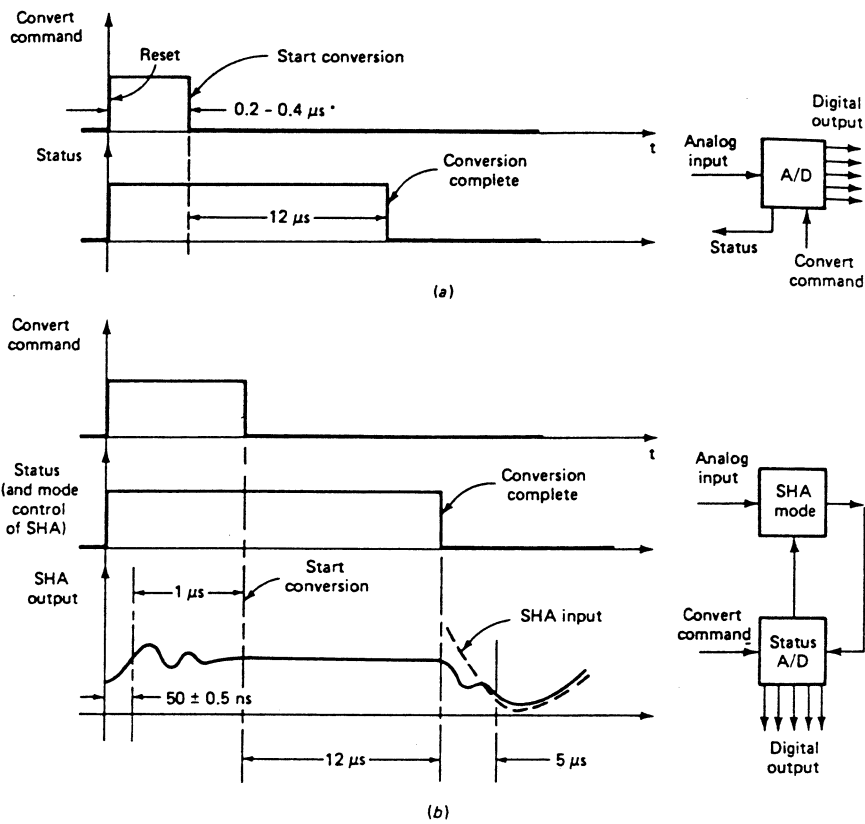 Convert
command
Reset
Start conversion
0.2 – 0.4 μs
t
Status
Conversion
complete
12 μs
Analog
input
A/D
Digital
output
Status
Convert
command
(a)
Convert
command
t
Status
(and mode
control
of SHA)
Conversion
complete
SHA
output
1 μs
Start
conversion
SHA input
50 ± 0.5 ns
12 μs
5 μs
Analog
input
SHA
mode
Convert
command
Status
A/D
Digital
output
(b)